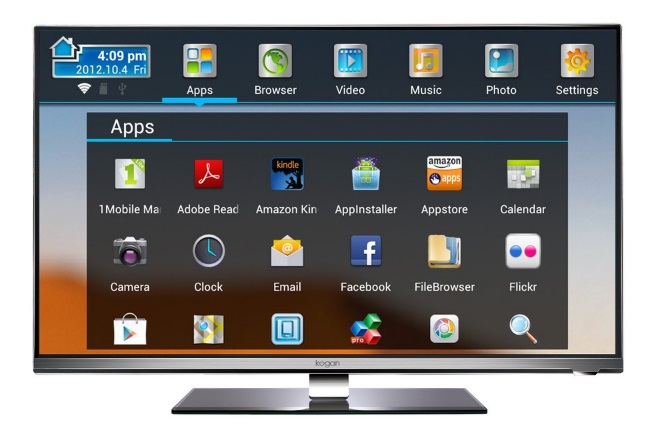 4:09 pm
2012.10.4 Fri
Apps
Browser
Video
Music
Photo
Settings
Apps
1
kindle
amazon
apps
1Mobile Ma
Adobe Read
Amazon Kin
AppInstaller
Appstore
Calendar
f
Camera
Clock
Email
Facebook
FileBrowser
Flickr
pro
kogan